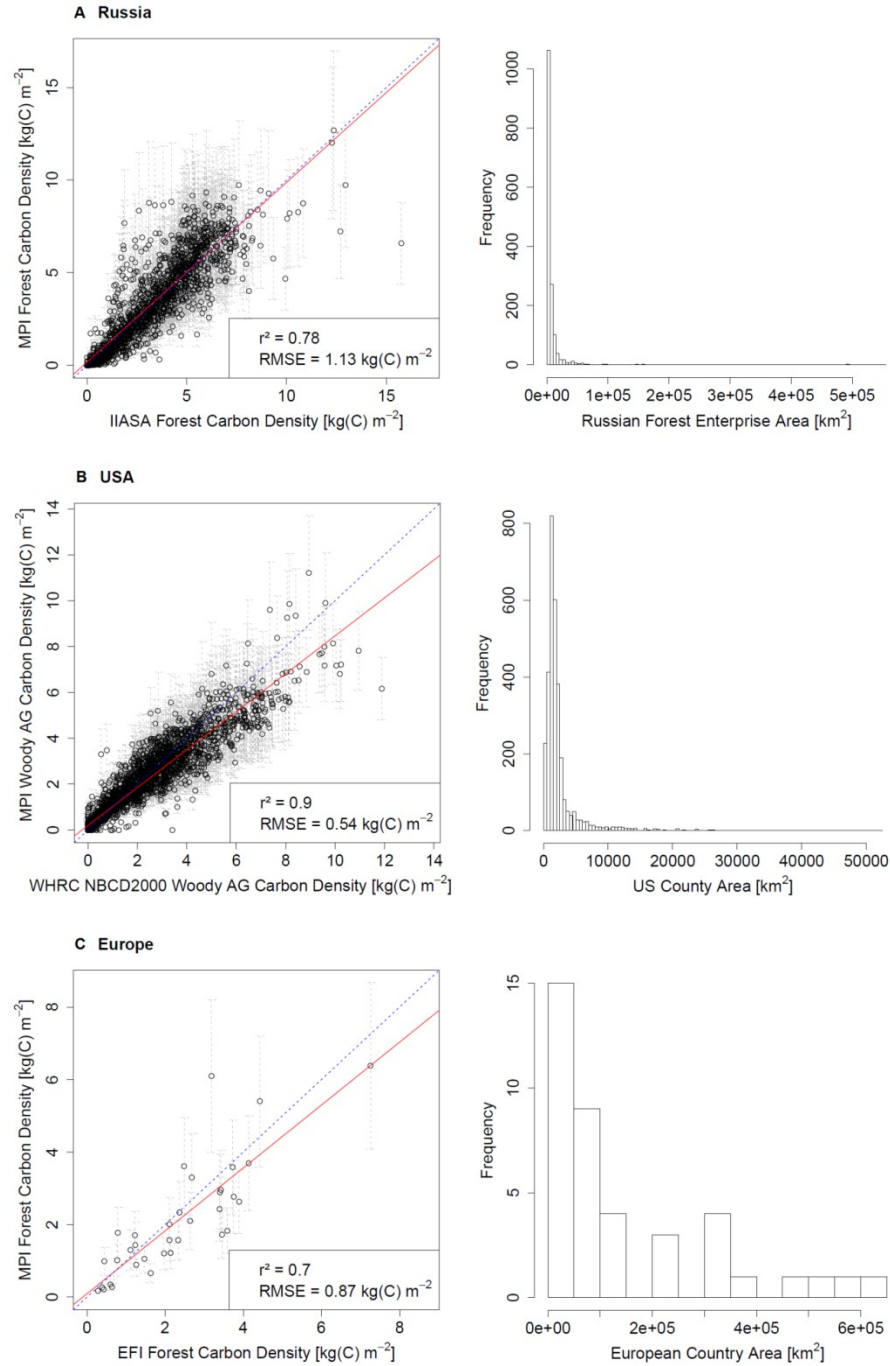 A Russia
MPI Forest Carbon Density [kg(C) m⁻²]
15
10
5
0
r² = 0.78
RMSE = 1.13 kg(C) m⁻²
0 5 10 15
IIASA Forest Carbon Density [kg(C) m⁻²]
Frequency
1000
800
600
400
200
0
0e+00 1e+05 2e+05 3e+05 4e+05 5e+05
Russian Forest Enterprise Area [km²]
B USA
MPI Woody AG Carbon Density [kg(C) m⁻²]
14
12
10
8
6
4
2
0
r² = 0.9
RMSE = 0.54 kg(C) m⁻²
0 2 4 6 8 10 12 14
WHRC NBCD2000 Woody AG Carbon Density [kg(C) m⁻²]
Frequency
800
600
400
200
0
0 10000 20000 30000 40000 50000
US County Area [km²]
C Europe
MPI Forest Carbon Density [kg(C) m⁻²]
8
6
4
2
0
r² = 0.7
RMSE = 0.87 kg(C) m⁻²
0 2 4 6 8
EFI Forest Carbon Density [kg(C) m⁻²]
Frequency
15
10
5
0
0e+00 2e+05 4e+05 6e+05
European Country Area [km²]